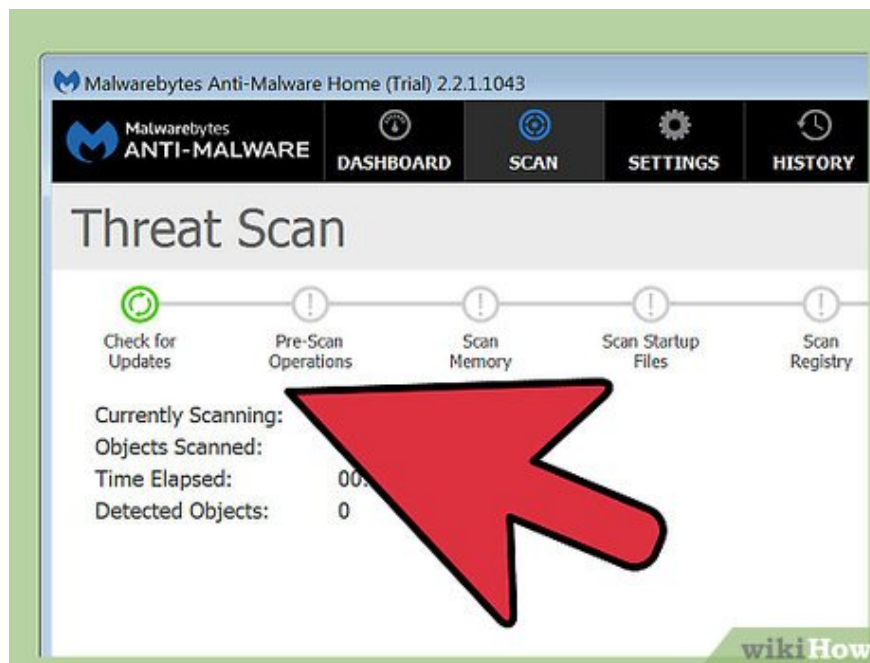 Malwarebytes Anti-Malware Home (Trial) 2.2.1.1043
Malwarebytes
ANTI-MALWARE
DASHBOARD
SCAN
SETTINGS
HISTORY
Threat Scan
Check for
Updates
Pre-Scan
Operations
Scan
Memory
Scan Startup
Files
Scan
Registry
Currently Scanning:
Objects Scanned:
Time Elapsed:
Detected Objects: 0
wikiHow